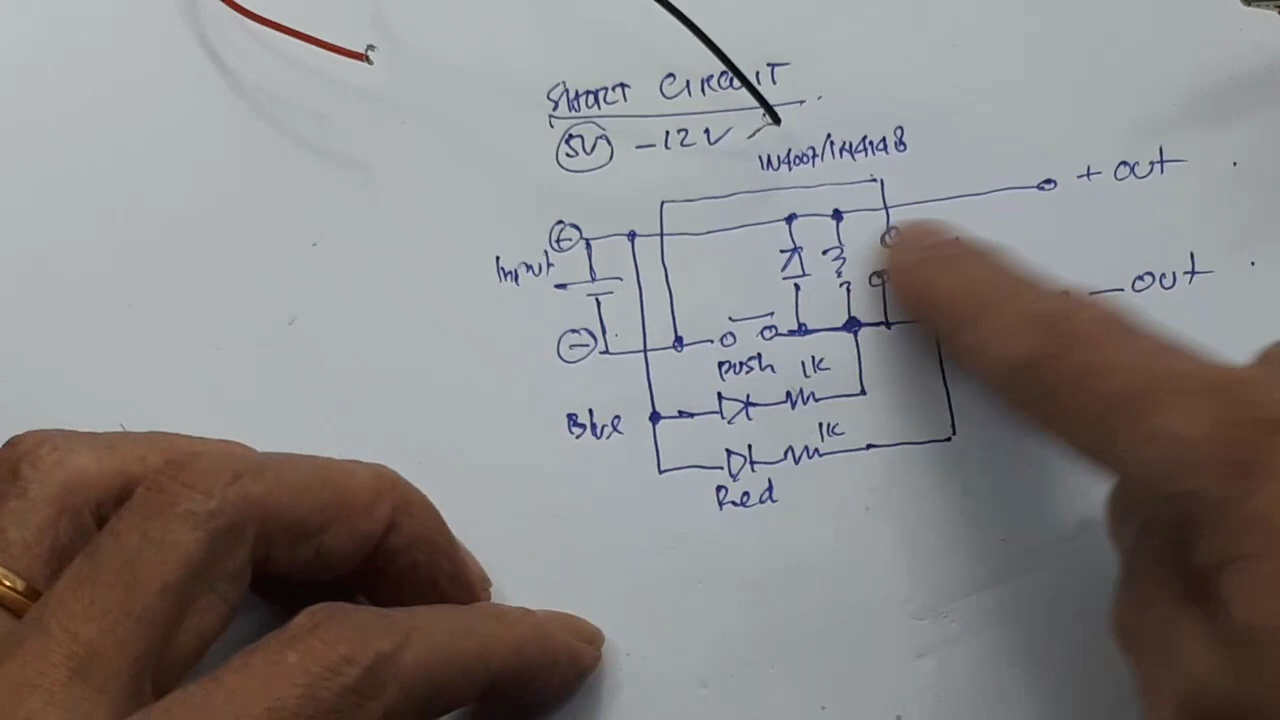 SHORT CIRCUIT
5V - 12V
1N4007/1N4148
+ out
+
Input
- out
-
push 1K
Blue
1K
Red